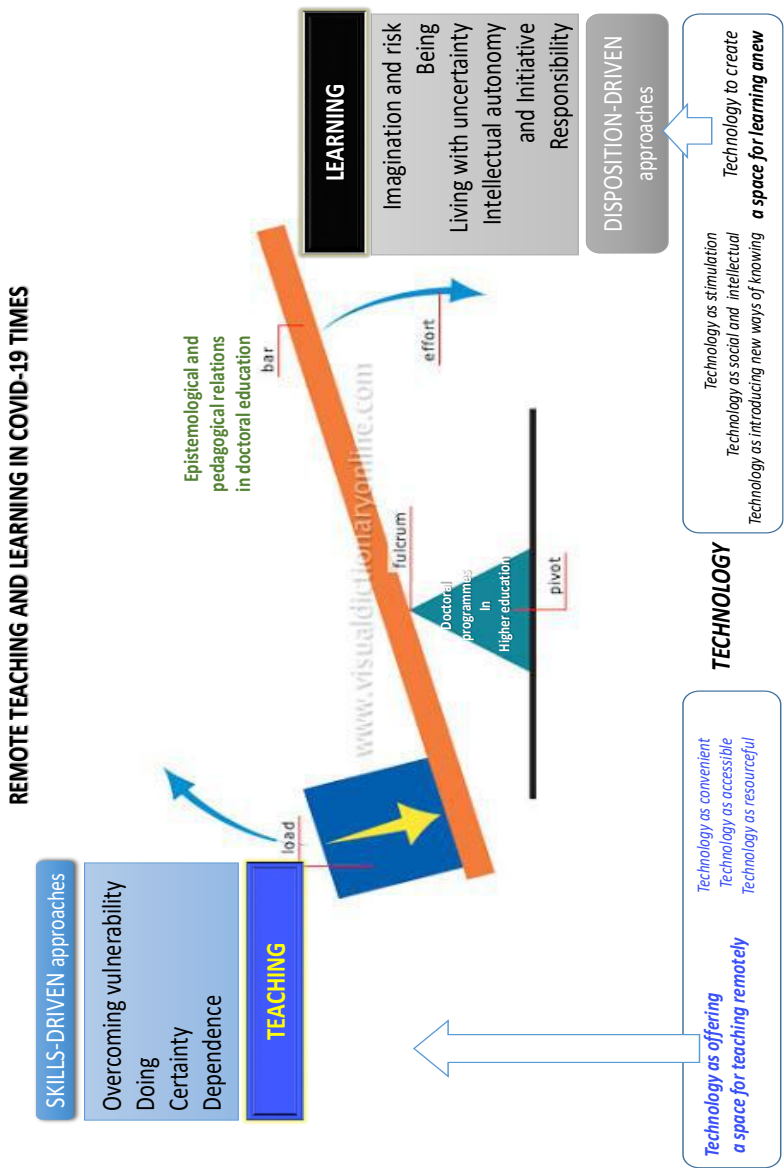 REMOTE TEACHING AND LEARNING IN COVID-19 TIMES
SKILLS-DRIVEN approaches
Overcoming vulnerability
Doing
Certainty
Dependence
TEACHING
load
Epistemological and
pedagogical relations
in doctoral education
bar
effort
www.visualdictionaryonline.com
fulcrum
Doctoral
programmes
In
Higher education
pivot
LEARNING
Imagination and risk
Being
Living with uncertainty
Intellectual autonomy
and Initiative
Responsibility
DISPOSITION-DRIVEN
approaches
TECHNOLOGY
Technology as offering
a space for teaching remotely
Technology as convenient
Technology as accessible
Technology as resourceful
Technology as stimulation
Technology as social and intellectual
Technology as introducing new ways of knowing
Technology to create
a space for learning anew